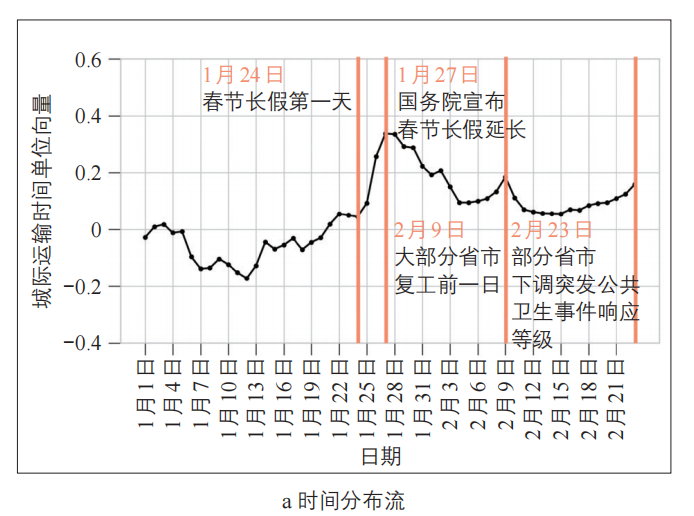 城际运输时间单位向量
0.6
0.4
0.2
0
−0.2
−0.4
1月24日
春节长假第一天
1月27日
国务院宣布
春节长假延长
2月9日
大部分省市
复工前一日
2月23日
部分省市
下调突发公共
卫生事件响应
等级
1月1日
1月4日
1月7日
1月10日
1月13日
1月16日
1月19日
1月22日
1月25日
1月28日
1月31日
2月3日
2月6日
2月9日
2月12日
2月15日
2月18日
2月21日
日期
a 时间分布流